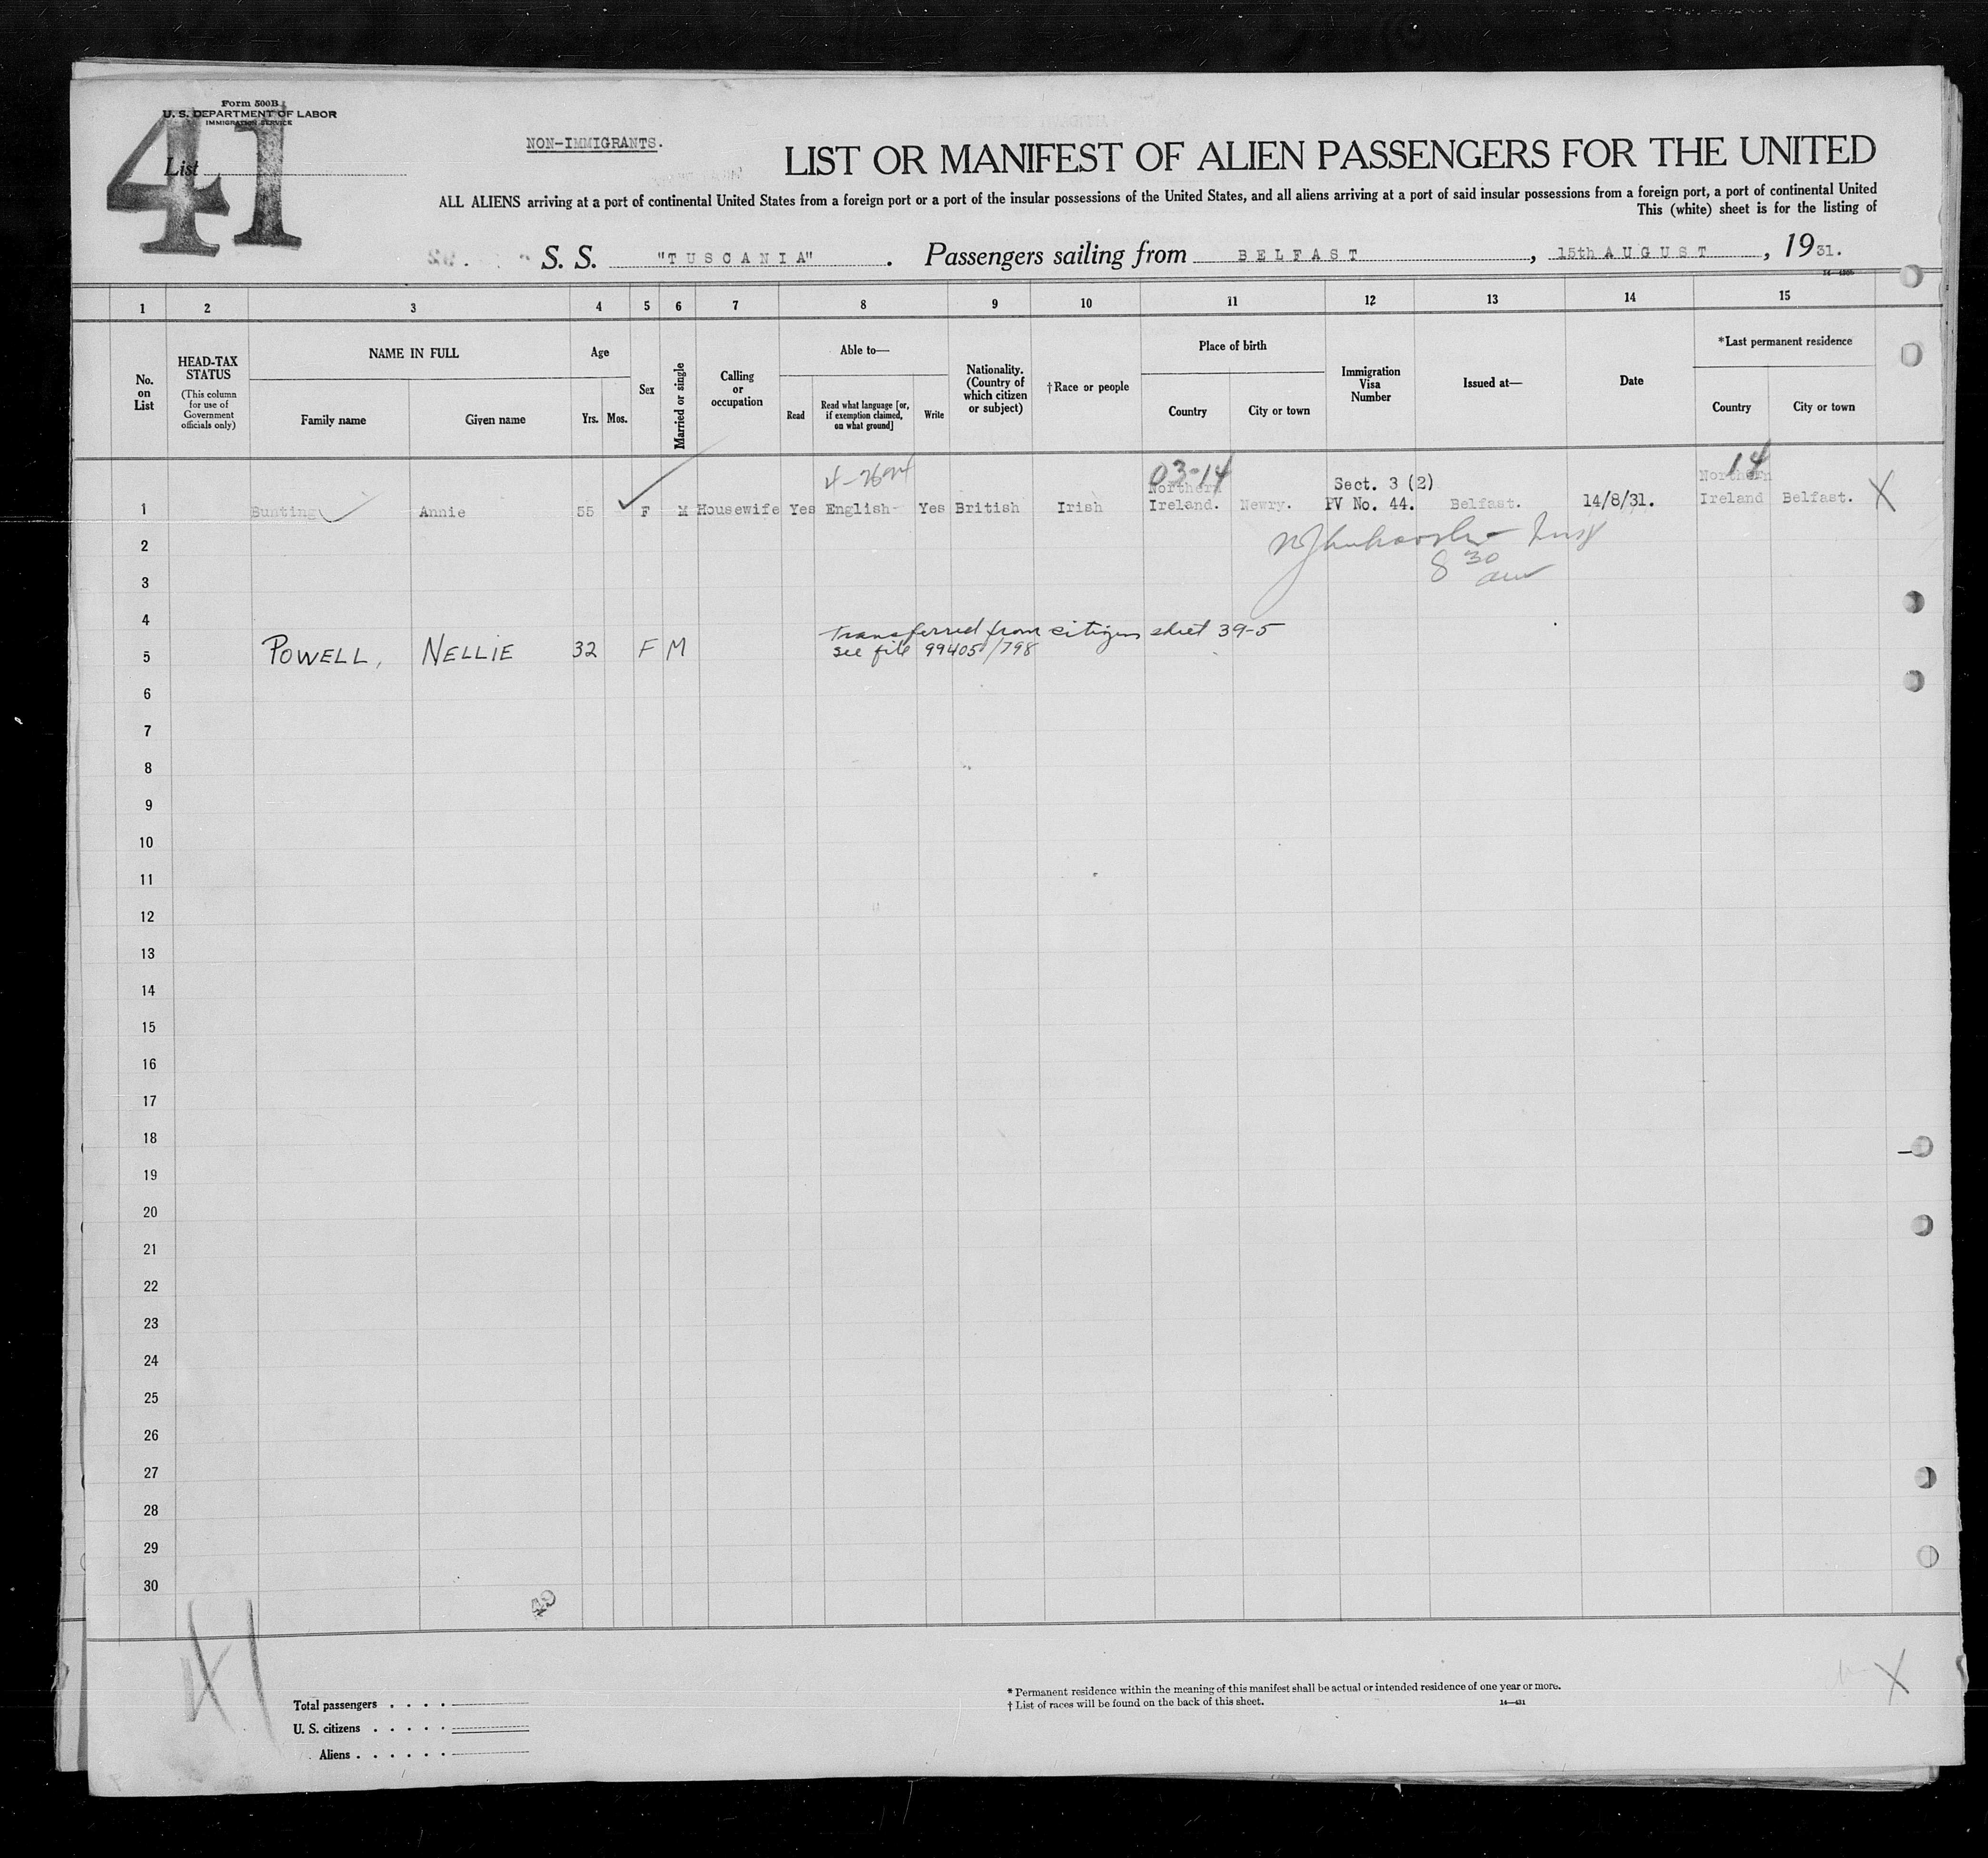 Form 500B
U. S. DEPARTMENT OF LABOR
IMMIGRATION SERVICE
41
List
NON-IMMIGRANTS.
LIST OR MANIFEST OF ALIEN PASSENGERS FOR THE UNITED
ALL ALIENS arriving at a port of continental United States from a foreign port or a port of the insular possessions of the United States, and all aliens arriving at a port of said insular possessions from a foreign port, a port of continental United
This (white) sheet is for the listing of
S. S. "TUSCANIA". Passengers sailing from BELFAST, 15th AUGUST, 1931.
1 2 3 4 5 6 7 8 9 10 11 12 13 14 15
No. on List
HEAD-TAX STATUS
(This column for use of Government officials only)
NAME IN FULL
Family name Given name
Age
Yrs. Mos.
Sex
Married or single
Calling or occupation
Able to—
Read
Read what language [or, if exemption claimed, on what ground]
Write
Nationality. (Country of which citizen or subject)
†Race or people
Place of birth
Country City or town
Immigration Visa Number
Issued at—
Date
*Last permanent residence
Country City or town
03-14 14
1 Bunting Annie 55 F M Housewife Yes English Yes British Irish Northern Ireland. Newry. Sect. 3 (2) PV No. 44. Belfast. 14/8/31. Northern Ireland Belfast. X
2
8 30 am
3
4
Transferred from citizen sheet 39-5
5 POWELL, NELLIE 32 F M see file 99405/798
6
7
8
9
10
11
12
13
14
15
16
17
18
19
20
21
22
23
24
25
26
27
28
29
30
41
Total passengers . . . .
U. S. citizens . . . . .
Aliens . . . . . .
* Permanent residence within the meaning of this manifest shall be actual or intended residence of one year or more.
† List of races will be found on the back of this sheet.
14—431
X